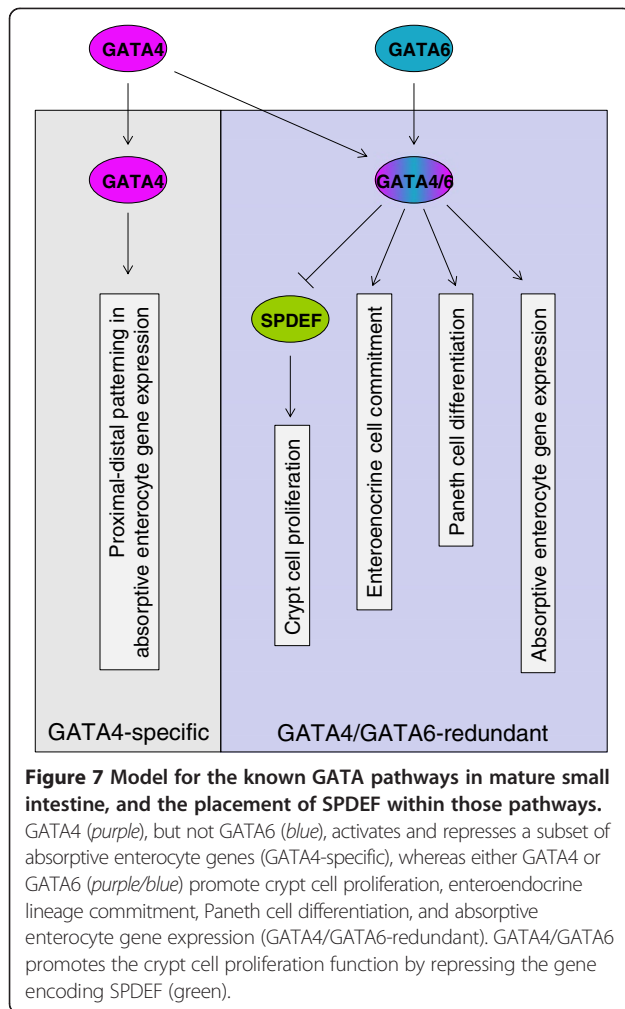 GATA4
GATA6
GATA4
GATA4/6
SPDEF
Proximal-distal patterning in
absorptive enterocyte gene expression
Crypt cell proliferation
Enteroenocrine cell commitment
Paneth cell differentiation
Absorptive enterocyte gene expression
GATA4-specific
GATA4/GATA6-redundant
Figure 7 Model for the known GATA pathways in mature small
intestine, and the placement of SPDEF within those pathways.
GATA4 (purple), but not GATA6 (blue), activates and represses a subset of
absorptive enterocyte genes (GATA4-specific), whereas either GATA4 or
GATA6 (purple/blue) promote crypt cell proliferation, enteroendocrine
lineage commitment, Paneth cell differentiation, and absorptive
enterocyte gene expression (GATA4/GATA6-redundant). GATA4/GATA6
promotes the crypt cell proliferation function by repressing the gene
encoding SPDEF (green).